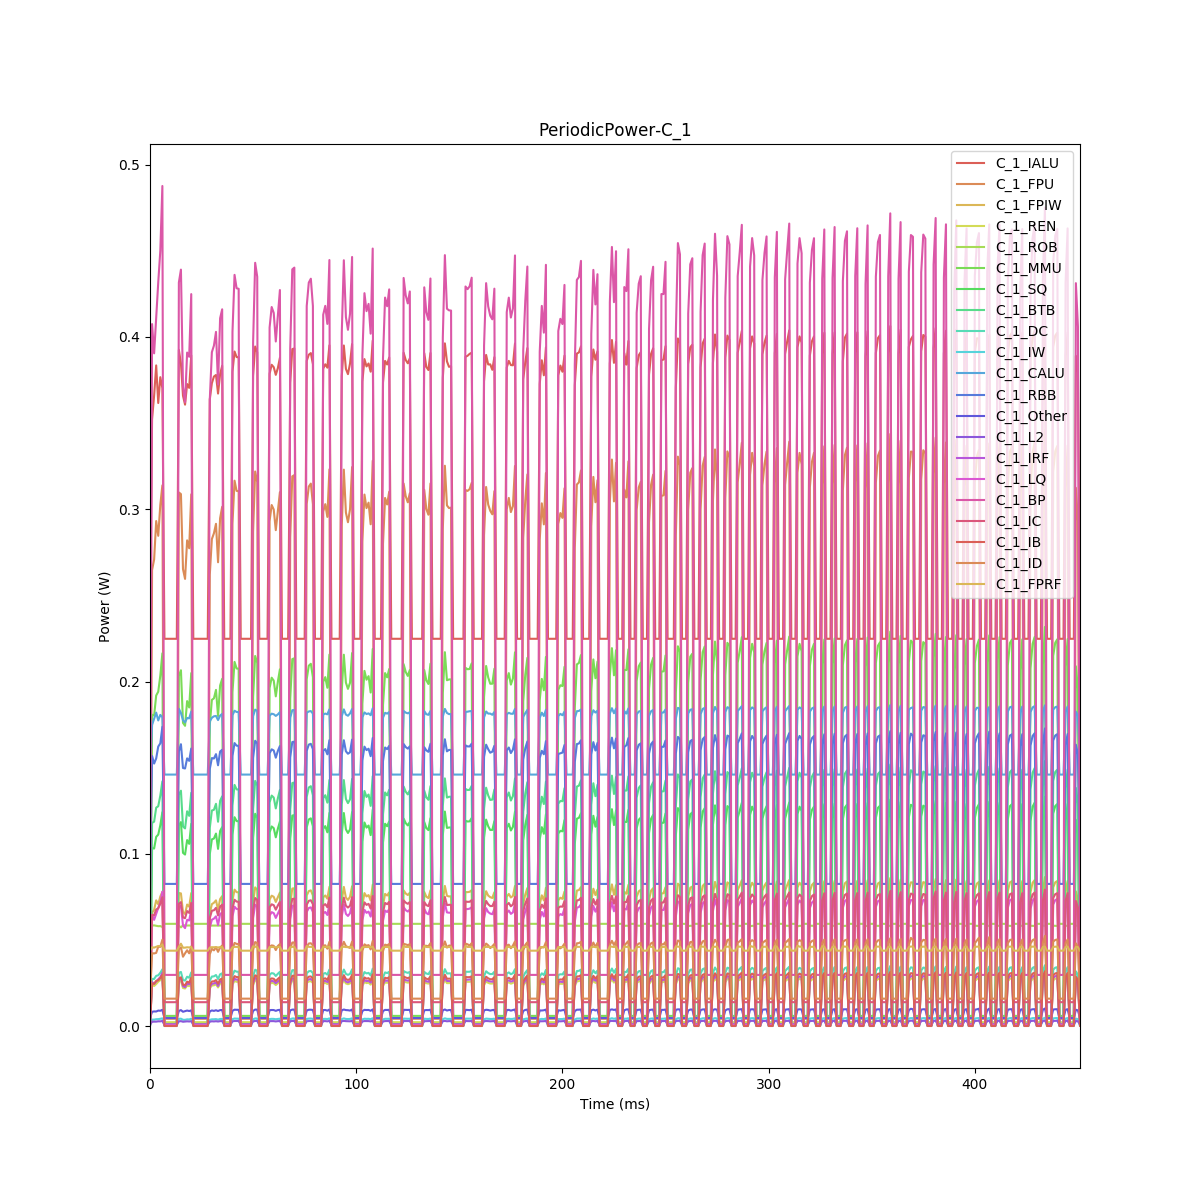 PeriodicPower-C_1
0.5
0.4
0.3
0.2
0.1
0.0
Power (W)
0
100
200
300
400
Time (ms)
C_1_IALU
C_1_FPU
C_1_FPIW
C_1_REN
C_1_ROB
C_1_MMU
C_1_SQ
C_1_BTB
C_1_DC
C_1_IW
C_1_CALU
C_1_RBB
C_1_Other
C_1_L2
C_1_IRF
C_1_LQ
C_1_BP
C_1_IC
C_1_IB
C_1_ID
C_1_FPRF